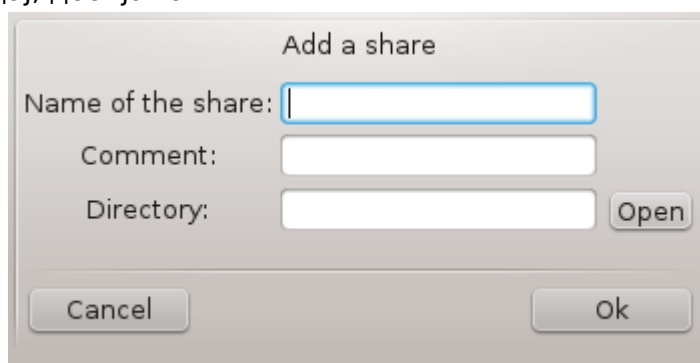 Add a share
Name of the share:
Comment:
Directory:
Open
Cancel
Ok